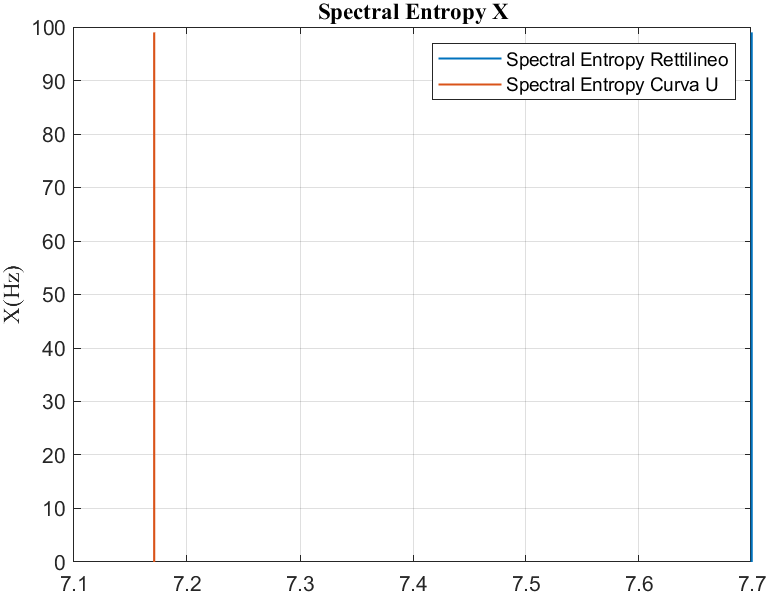 Spectral Entropy X
Spectral Entropy Rettilineo
Spectral Entropy Curva U
X(Hz)
100
90
80
70
60
50
40
30
20
10
0
7.1 7.2 7.3 7.4 7.5 7.6 7.7